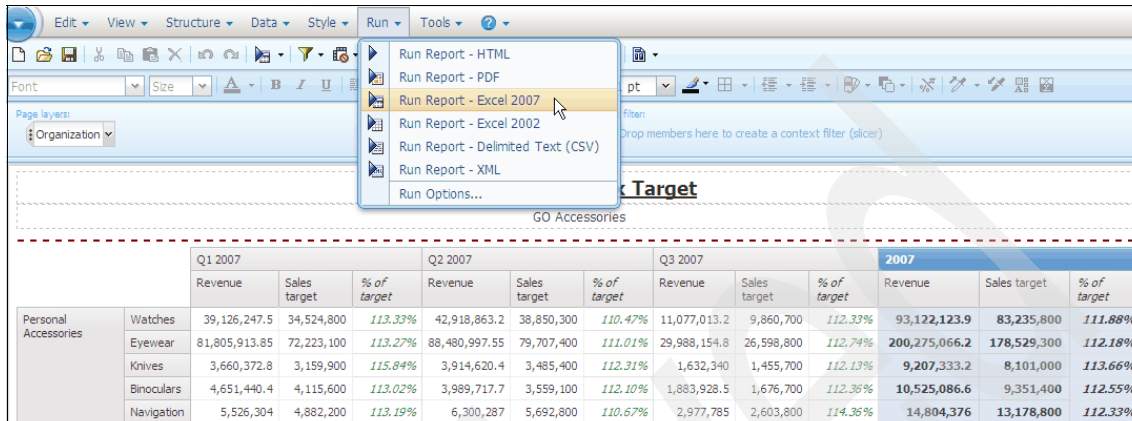 Edit View Structure Data Style Run Tools ?
Run Report - HTML
Run Report - PDF
Run Report - Excel 2007
Run Report - Excel 2002
Run Report - Delimited Text (CSV)
Run Report - XML
Run Options...
Font Size A B I U pt
Page layers: filter:
Organization Drop members here to create a context filter (slicer)
Target
GO Accessories
Q1 2007 Q2 2007 Q3 2007 2007
Revenue Sales target % of target Revenue Sales target % of target Revenue Sales target % of target Revenue Sales target % of target
Personal Accessories Watches 39,126,247.5 34,524,800 113.33% 42,918,863.2 38,850,300 110.47% 11,077,013.2 9,860,700 112.33% 93,122,123.9 83,235,800 111.88%
Eyewear 81,805,913.85 72,223,100 113.27% 88,480,997.55 79,707,400 111.01% 29,988,154.8 26,598,800 112.74% 200,275,066.2 178,529,300 112.18%
Knives 3,660,372.8 3,159,900 115.84% 3,914,620.4 3,485,400 112.31% 1,632,340 1,455,700 112.13% 9,207,333.2 8,101,000 113.66%
Binoculars 4,651,440.4 4,115,600 113.02% 3,989,717.7 3,559,100 112.10% 1,883,928.5 1,676,700 112.36% 10,525,086.6 9,351,400 112.55%
Navigation 5,526,304 4,882,200 113.19% 6,300,287 5,692,800 110.67% 2,977,785 2,603,800 114.36% 14,804,376 13,178,800 112.33%